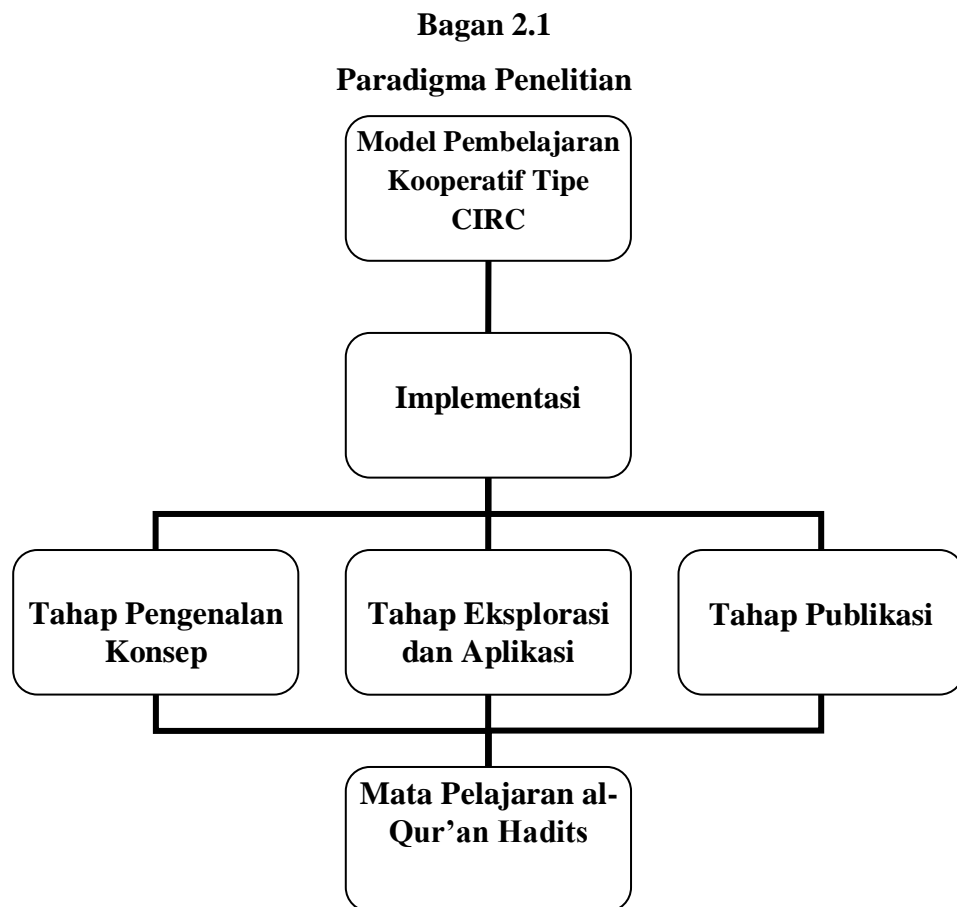 Bagan 2.1
Paradigma Penelitian
Model Pembelajaran
Kooperatif Tipe
CIRC
Implementasi
Tahap Pengenalan
Konsep
Tahap Eksplorasi
dan Aplikasi
Tahap Publikasi
Mata Pelajaran al-
Qur’an Hadits